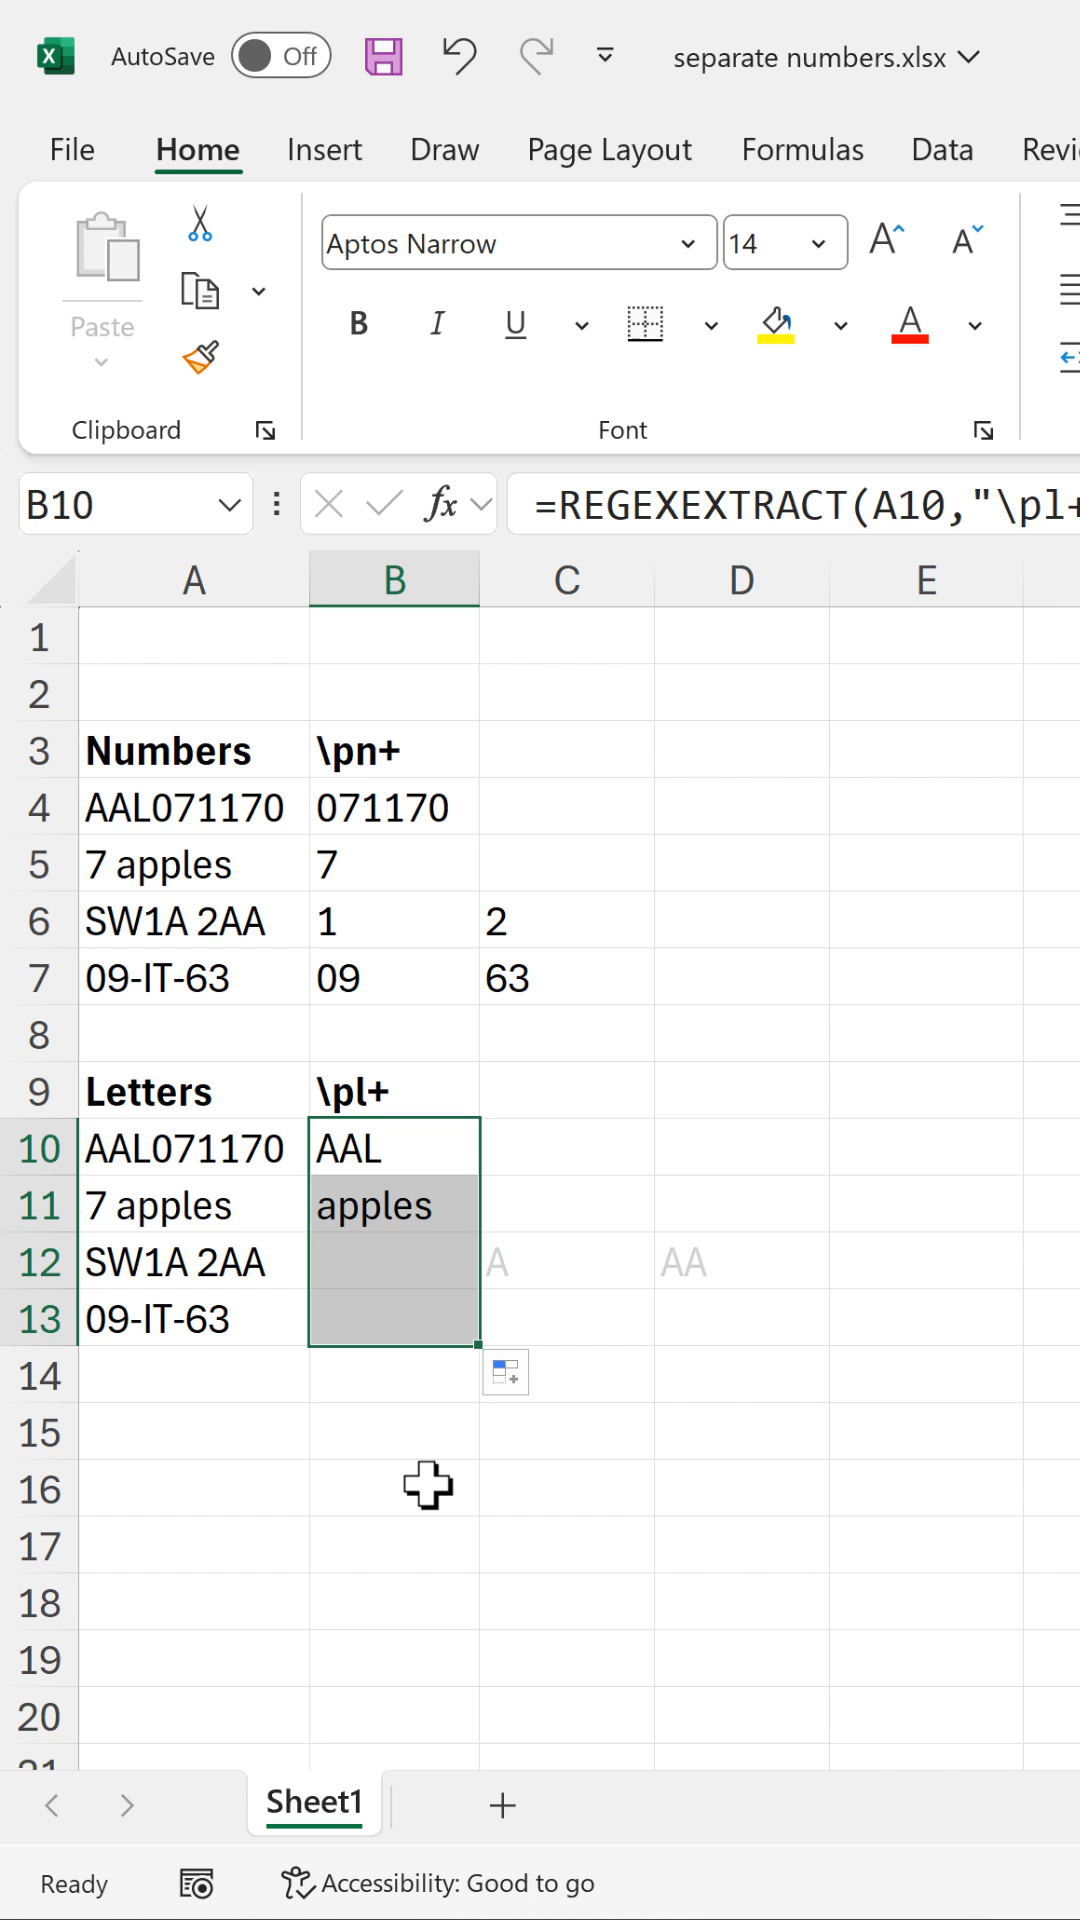 AutoSave Off separate numbers.xlsx
File Home Insert Draw Page Layout Formulas Data Revi
Aptos Narrow 14
Paste
B I U A
Clipboard Font
B10 fx =REGEXEXTRACT(A10,"\pl+
A B C D E
1
2
3 Numbers \pn+
4 AAL071170 071170
5 7 apples 7
6 SW1A 2AA 1 2
7 09-IT-63 09 63
8
9 Letters \pl+
10 AAL071170 AAL
11 7 apples apples
12 SW1A 2AA A AA
13 09-IT-63
14
15
16
17
18
19
20
21
Sheet1
Ready Accessibility: Good to go